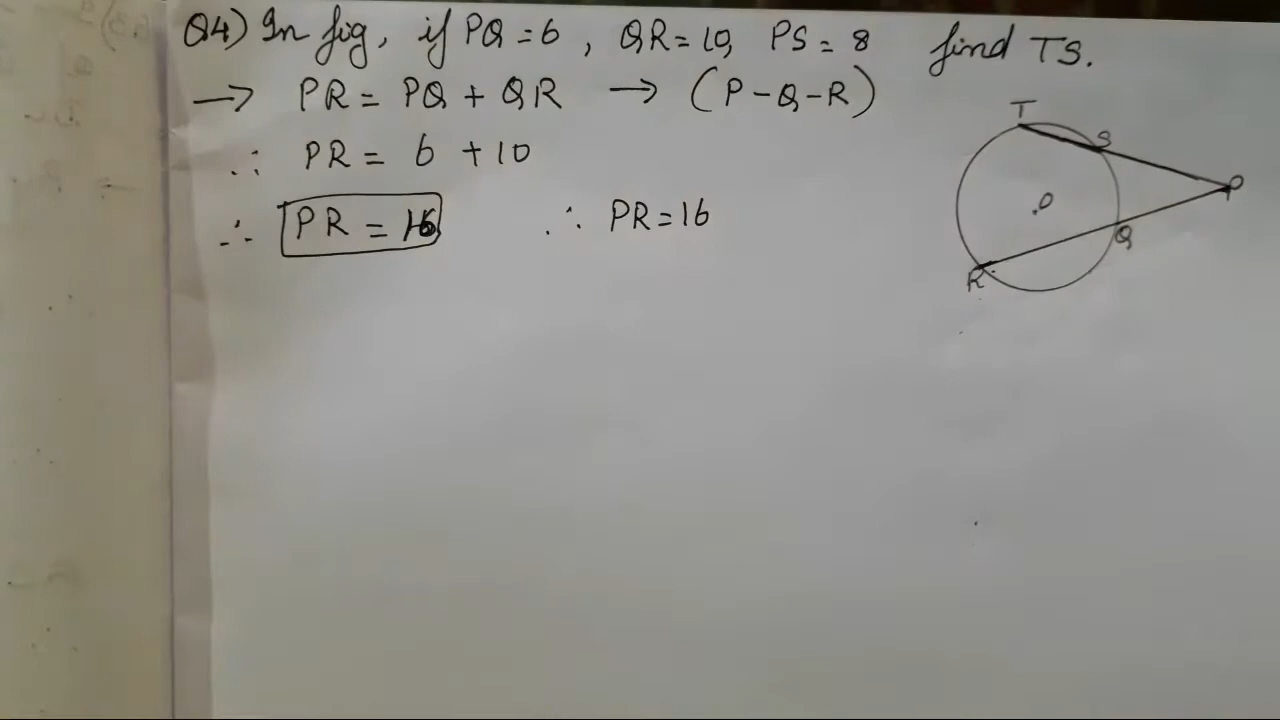 Q4) In fig, if PQ = 6 , QR = 10, PS = 8 find TS.
→ PR = PQ + QR → (P - Q - R)
∴ PR = 6 + 10
∴ PR = 16 ∴ PR = 16
T
S
P
O
Q
R